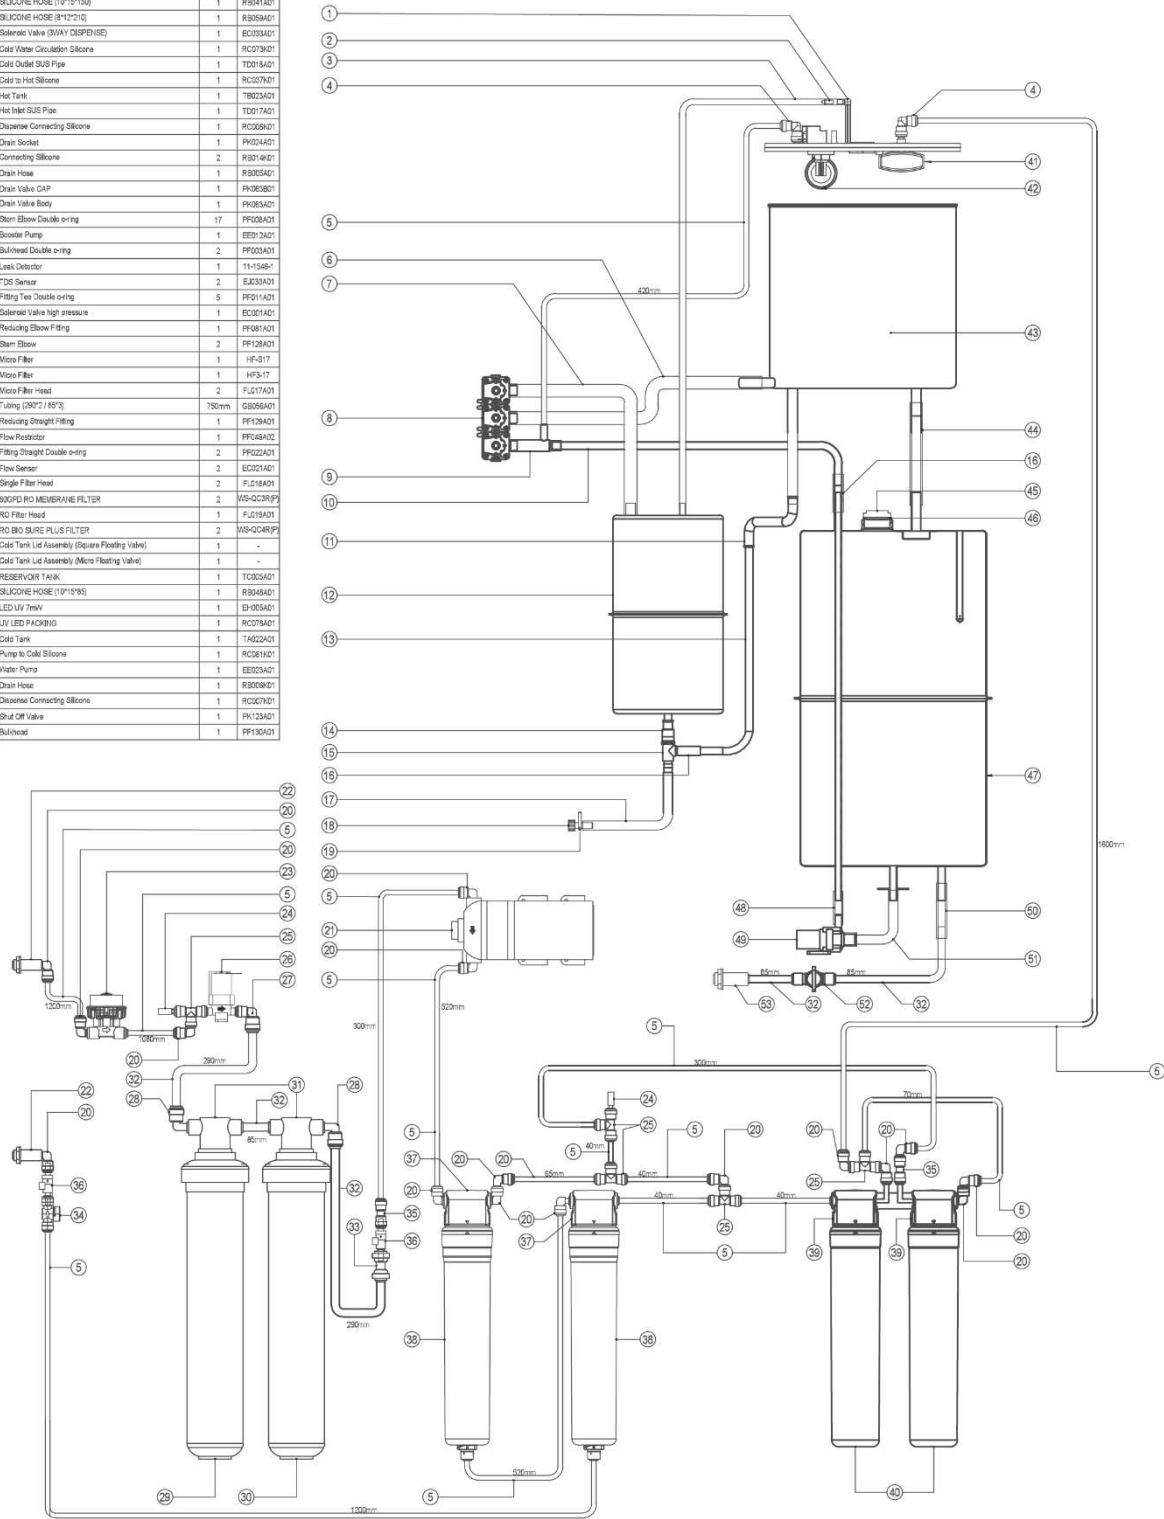 SILICONE HOSE (10*15*150) 1 RB041A01
SILICONE HOSE (8*12*210) 1 RB059A01
Solenoid Valve (3WAY DISPENSE) 1 EC033A01
Cold Water Circulation Silicone 1 RC073K01
Cold Outlet SUS Pipe 1 TD018A01
Cold to Hot Silicone 1 RC037K01
Hot Tank 1 TB023A01
Hot Inlet SUS Pipe 1 TD017A01
Dispense Connecting Silicone 1 RC006K01
Drain Socket 1 PK024A01
Connecting Silicone 2 RB014K01
Drain Hose 1 RB005A01
Drain Valve CAP 1 PK063B01
Drain Valve Body 1 PK063A01
Stem Elbow Double o-ring 17 PF008A01
Booster Pump 1 EE012A01
Bulkhead Double o-ring 2 PF003A01
Leak Detector 1 11-1546-1
TDS Sensor 2 EJ033A01
Fitting Tee Double o-ring 5 PF011A01
Solenoid Valve high pressure 1 EC001A01
Reducing Elbow Fitting 1 PF081A01
Stem Elbow 2 PF128A01
Micro Filter 1 HF-S17
Micro Filter 1 HF3-17
Micro Filter Head 2 FL017A01
Tubing (290*2 / 85*3) 750mm GB056A01
Reducing Straight Fitting 1 PF129A01
Flow Restrictor 1 PF048A02
Fitting Straight Double o-ring 2 PF022A01
Flow Sensor 2 EC021A01
Single Filter Head 2 FL018A01
80GPD RO MEMBRANE FILTER 2 WS-QC3R(P)
RO Filter Head 1 FL019A01
RO BIO SURE PLUS FILTER 2 WS-QC4R(P)
Cold Tank Lid Assembly (Square Floating Valve) 1 -
Cold Tank Lid Assembly (Micro Floating Valve) 1 -
RESERVOIR TANK 1 TC005A01
SILICONE HOSE (10*15*85) 1 RB048A01
LED UV 7mW 1 EH005A01
UV LED PACKING 1 RC078A01
Cold Tank 1 TA022A01
Pump to Cold Silicone 1 RC081K01
Water Pump 1 EE023A01
Drain Hose 1 RB006K01
Dispense Connecting Silicone 1 RC007K01
Shut Off Valve 1 PK123A01
Bulkhead 1 PF130A01
1
2
3
4
4
41
42
5
6
7
420mm
43
8
44
9
16
10
45
46
11
12
13
14
15
16
47
17
18
19
1600mm
22
20
5
20
23
5
24
25
26
27
1200mm
1080mm
20
290mm
32
28
20
5
21
20
5
300mm
520mm
48
49
50
51
85mm
85mm
53
32
52
32
5
300mm
5
22
20
31
32
28
85mm
32
24
25
5
40mm
5
20
70mm
20
20
36
34
5
37
20
20
65mm
40mm
25
35
35
33
36
20
20
37
40mm
40mm
25
5
39
39
5
20
20
5
290mm
38
38
520mm
29
30
5
40
1200mm